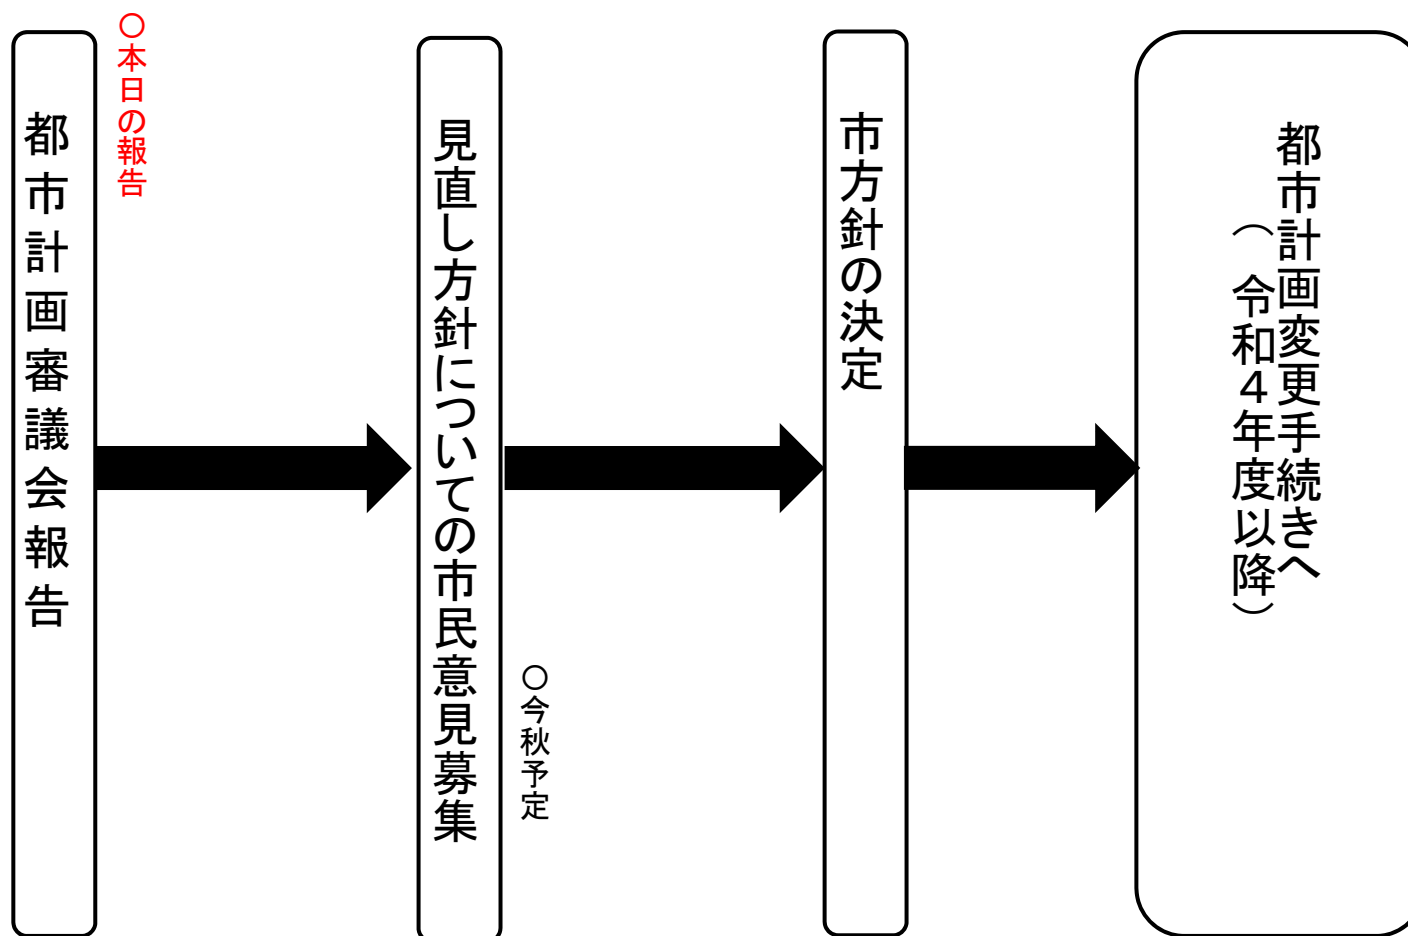 都市計画審議会報告
〇本日の報告
見直し方針についての市民意見募集
〇今秋予定
市方針の決定
都市計画変更手続きへ
（令和４年度以降）